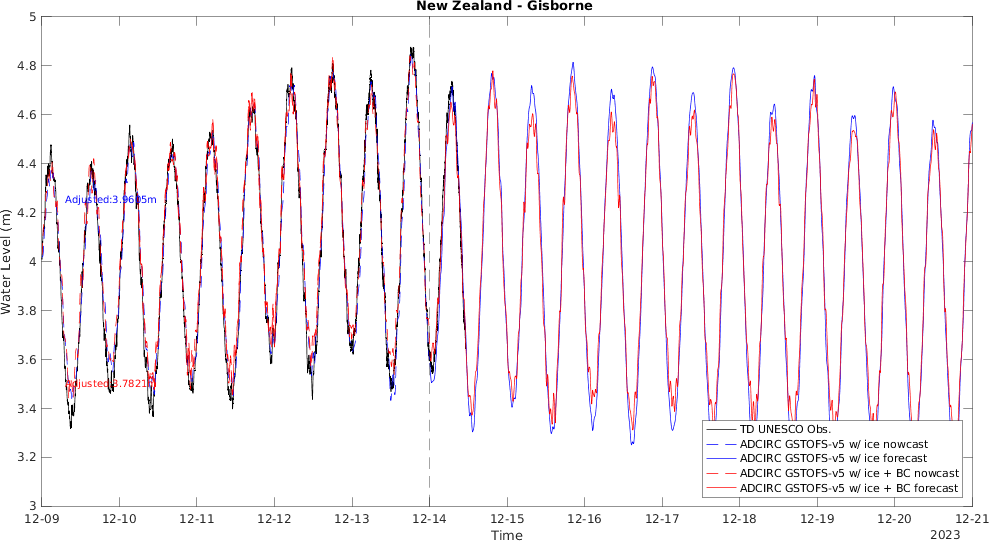 New Zealand - Gisborne
5
4.8
4.6
4.4
4.2
4
3.8
3.6
3.4
3.2
3
Water Level (m)
Adjusted:3.9605m
Adjusted:3.7821m
TD UNESCO Obs.
ADCIRC GSTOFS-v5 w/ ice nowcast
ADCIRC GSTOFS-v5 w/ ice forecast
ADCIRC GSTOFS-v5 w/ ice + BC nowcast
ADCIRC GSTOFS-v5 w/ ice + BC forecast
12-09 12-10 12-11 12-12 12-13 12-14 12-15 12-16 12-17 12-18 12-19 12-20 12-21
Time
2023